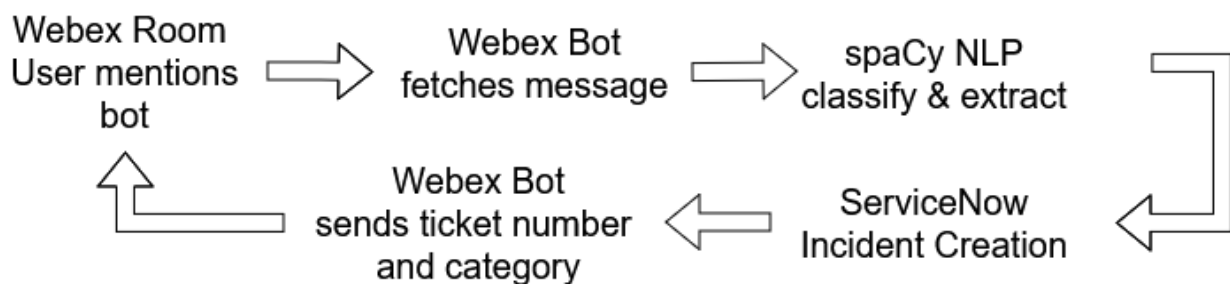 Webex Room
User mentions
bot
Webex Bot
fetches message
spaCy NLP
classify & extract
ServiceNow
Incident Creation
Webex Bot
sends ticket number
and category